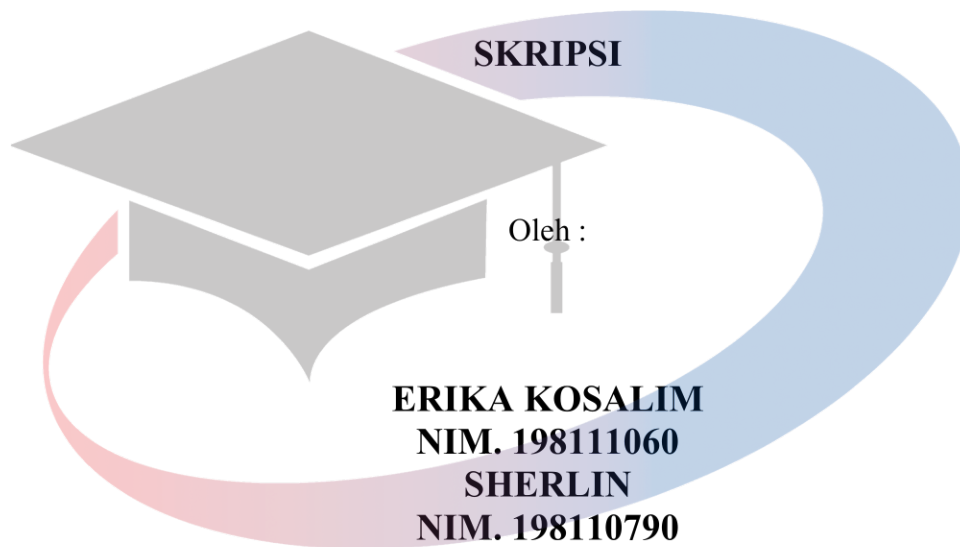 SKRIPSI
Oleh :
ERIKA KOSALIM
NIM. 198111060
SHERLIN
NIM. 198110790